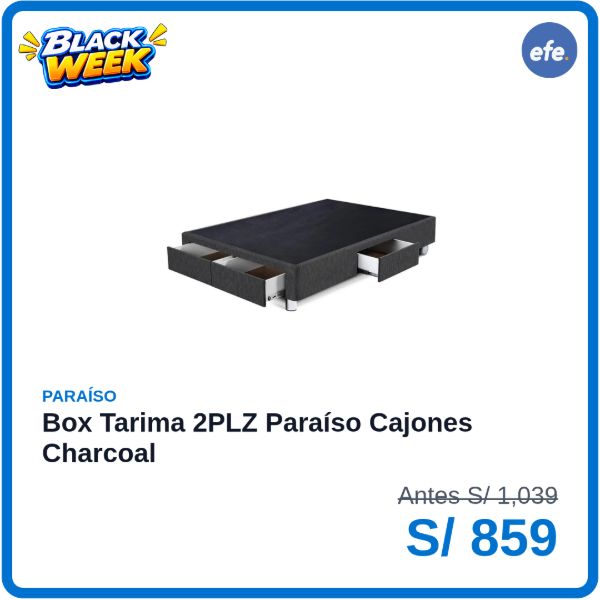 BLACK
WEEK
efe.
PARAÍSO
Box Tarima 2PLZ Paraíso Cajones
Charcoal
Antes S/ 1,039
S/ 859